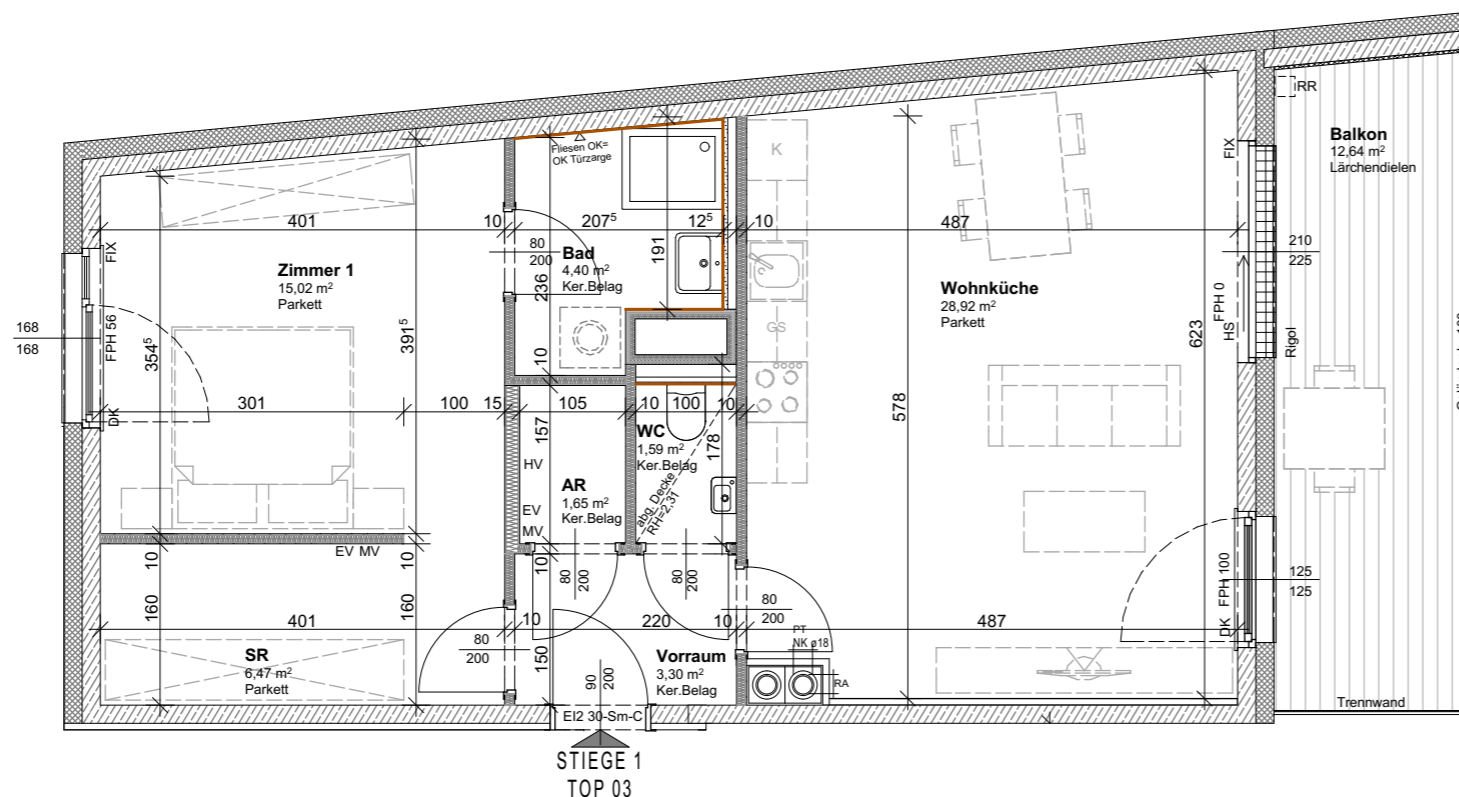 RR
Balkon
12,64 m²
Lärchendielen
Fliesen OK=
OK Türzarge
K
FIX
401
10
207⁵
12⁵
10
487
FIX
80
200
191
210
225
Bad
4,40 m²
Ker.Belag
236
Zimmer 1
15,02 m²
Parkett
Wohnküche
28,92 m²
Parkett
FPH 0
HS
Rigol
623
GS
168
168
FPH 56
354⁵
391⁵
10
DK
301
100
15
105
10
100
10
578
157
WC
1,59 m²
Ker.Belag
178
HV
AR
1,65 m²
Ker.Belag
EV
MV
abg. Decke
RH=2,31
EV MV
10
10
10
80
200
80
200
FPH 100
DK
125
125
160
160
80
200
401
10
220
10
487
PT
NK ø18
RA
80
200
SR
6,47 m²
Parkett
150
90
200
Vorraum
3,30 m²
Ker.Belag
EI2 30-Sm-C
Trennwand
STIEGE 1
TOP 03